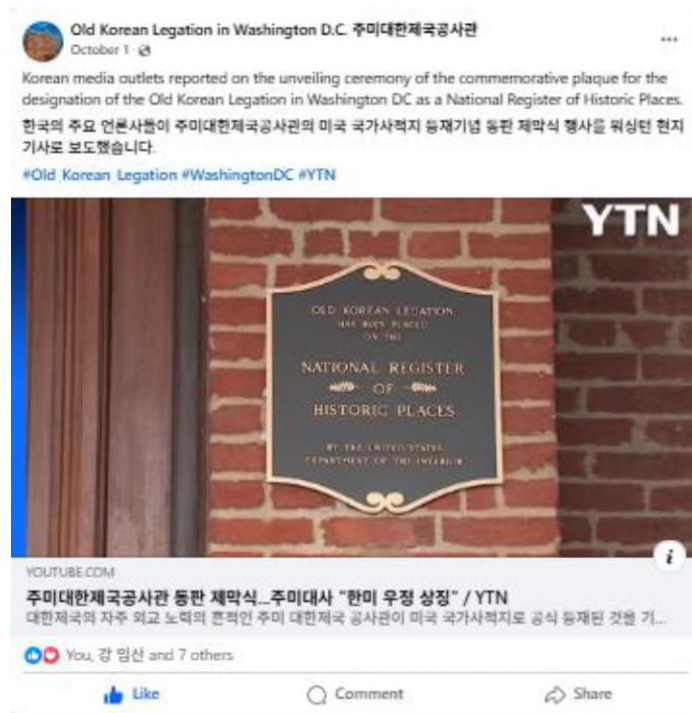 Old Korean Legation in Washington D.C. 주미대한제국공사관
October 1
Korean media outlets reported on the unveiling ceremony of the commemorative plaque for the
designation of the Old Korean Legation in Washington DC as a National Register of Historic Places.
한국의 주요 언론사들이 주미대한제국공사관의 미국 국가사적지 등재기념 동판 제막식 행사를 워싱턴 현지
기사로 보도했습니다.
#Old_Korean_Legation #WashingtonDC #YTN
YTN
OLD KOREAN LEGATION
HAS BEEN PLACED
ON THE
NATIONAL REGISTER
OF
HISTORIC PLACES
BY THE UNITED STATES
DEPARTMENT OF THE INTERIOR
i
YOUTUBE.COM
주미대한제국공사관 동판 제막식...주미대사 "한미 우정 상징" / YTN
대한제국의 자주 외교 노력의 흔적인 주미 대한제국 공사관이 미국 국가사적지로 공식 등재된 것을 기...
You, 강 임산 and 7 others
Like Comment Share